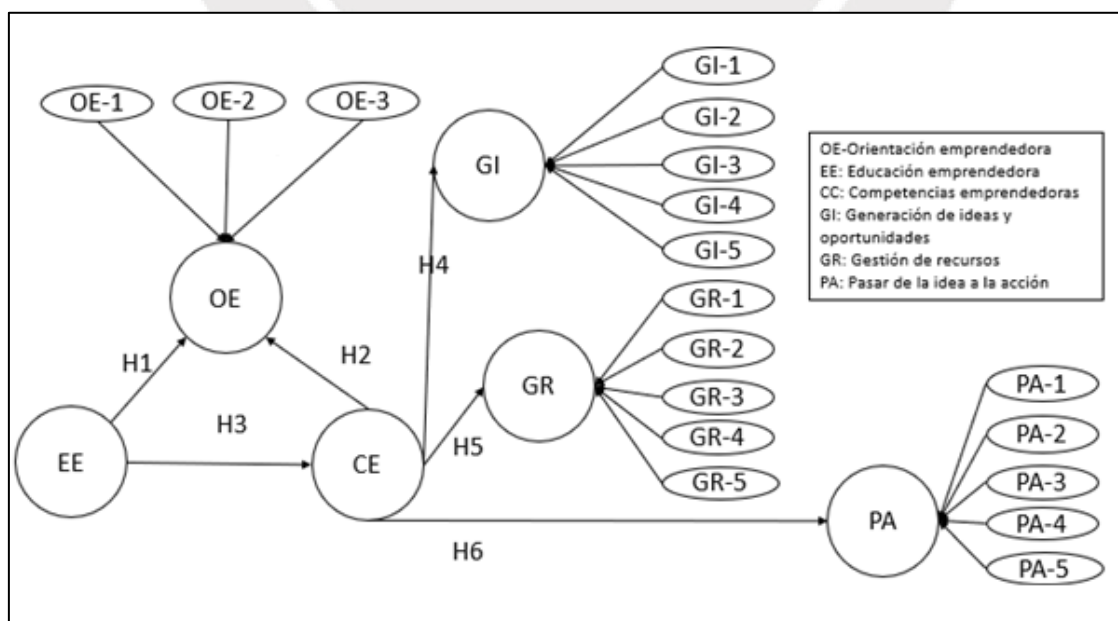 OE-1
OE-2
OE-3
GI-1
GI-2
GI-3
GI-4
GI-5
GI
OE-Orientación emprendedora
EE: Educación emprendedora
CC: Competencias emprendedoras
GI: Generación de ideas y
oportunidades
GR: Gestión de recursos
PA: Pasar de la idea a la acción
H4
OE
GR-1
GR-2
GR-3
GR-4
GR-5
H1
H2
GR
H3
H5
EE
CE
PA-1
PA-2
PA-3
PA-4
PA-5
PA
H6